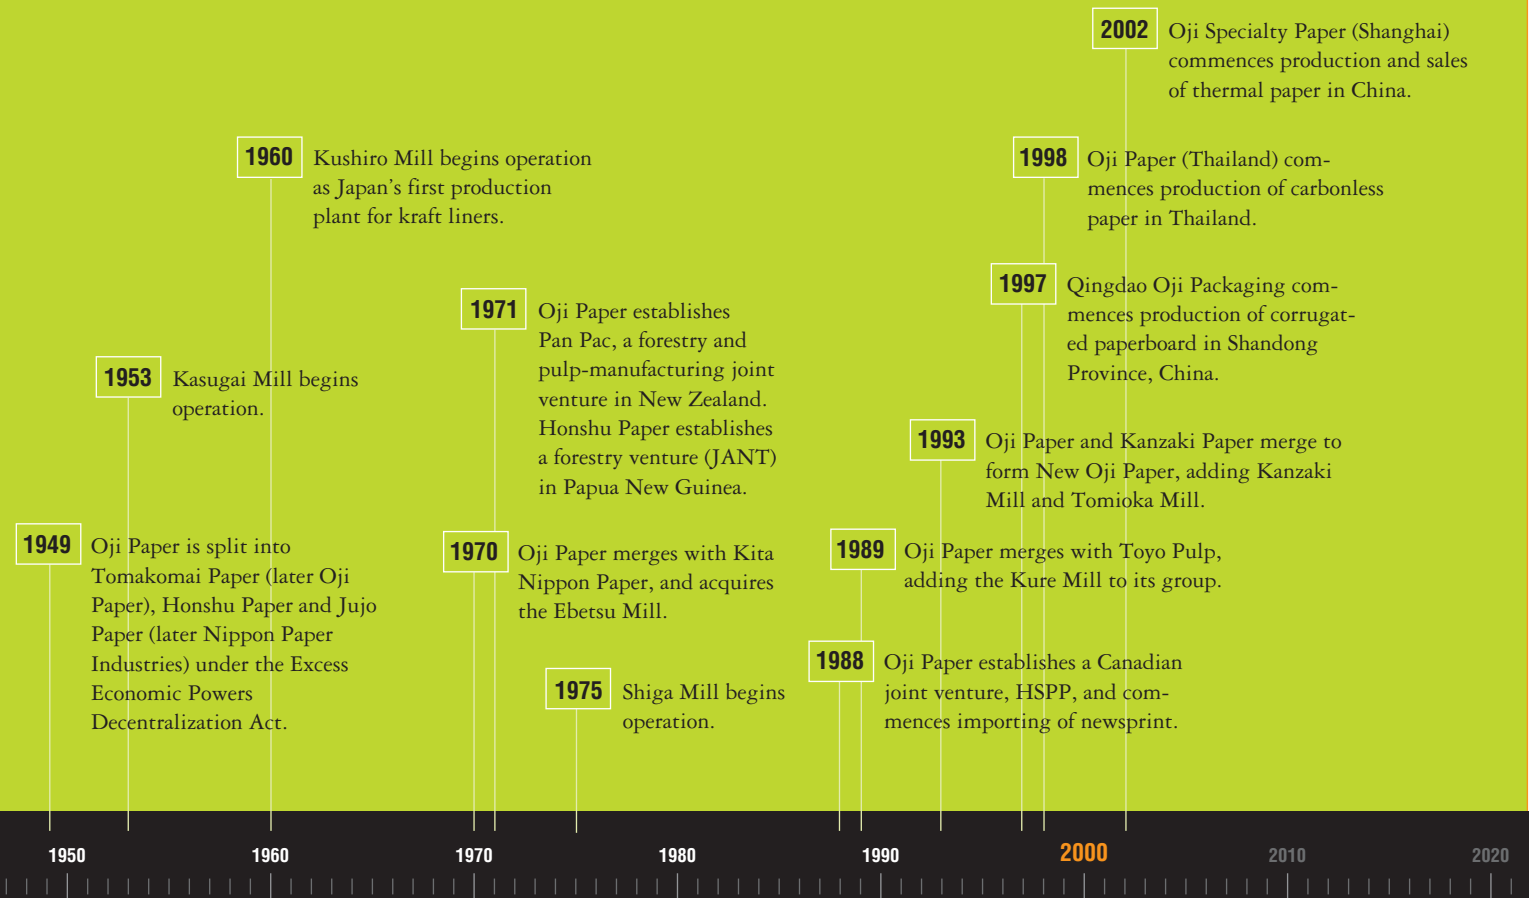 1949
Oji Paper is split into
Tomakomai Paper (later Oji
Paper), Honshu Paper and Jujo
Paper (later Nippon Paper
Industries) under the Excess
Economic Powers
Decentralization Act.
1953
Kasugai Mill begins
operation.
1960
Kushiro Mill begins operation
as Japan’s first production
plant for kraft liners.
1970
Oji Paper merges with Kita
Nippon Paper, and acquires
the Ebetsu Mill.
1971
Oji Paper establishes
Pan Pac, a forestry and
pulp-manufacturing joint
venture in New Zealand.
Honshu Paper establishes
a forestry venture (JANT)
in Papua New Guinea.
1975
Shiga Mill begins
operation.
1988
Oji Paper establishes a Canadian
joint venture, HSPP, and com-
mences importing of newsprint.
1989
Oji Paper merges with Toyo Pulp,
adding the Kure Mill to its group.
1993
Oji Paper and Kanzaki Paper merge to
form New Oji Paper, adding Kanzaki
Mill and Tomioka Mill.
1997
Qingdao Oji Packaging com-
mences production of corrugat-
ed paperboard in Shandong
Province, China.
1998
Oji Paper (Thailand) com-
mences production of carbonless
paper in Thailand.
2002
Oji Specialty Paper (Shanghai)
commences production and sales
of thermal paper in China.
1950 1960 1970 1980 1990 2000 2010 2020